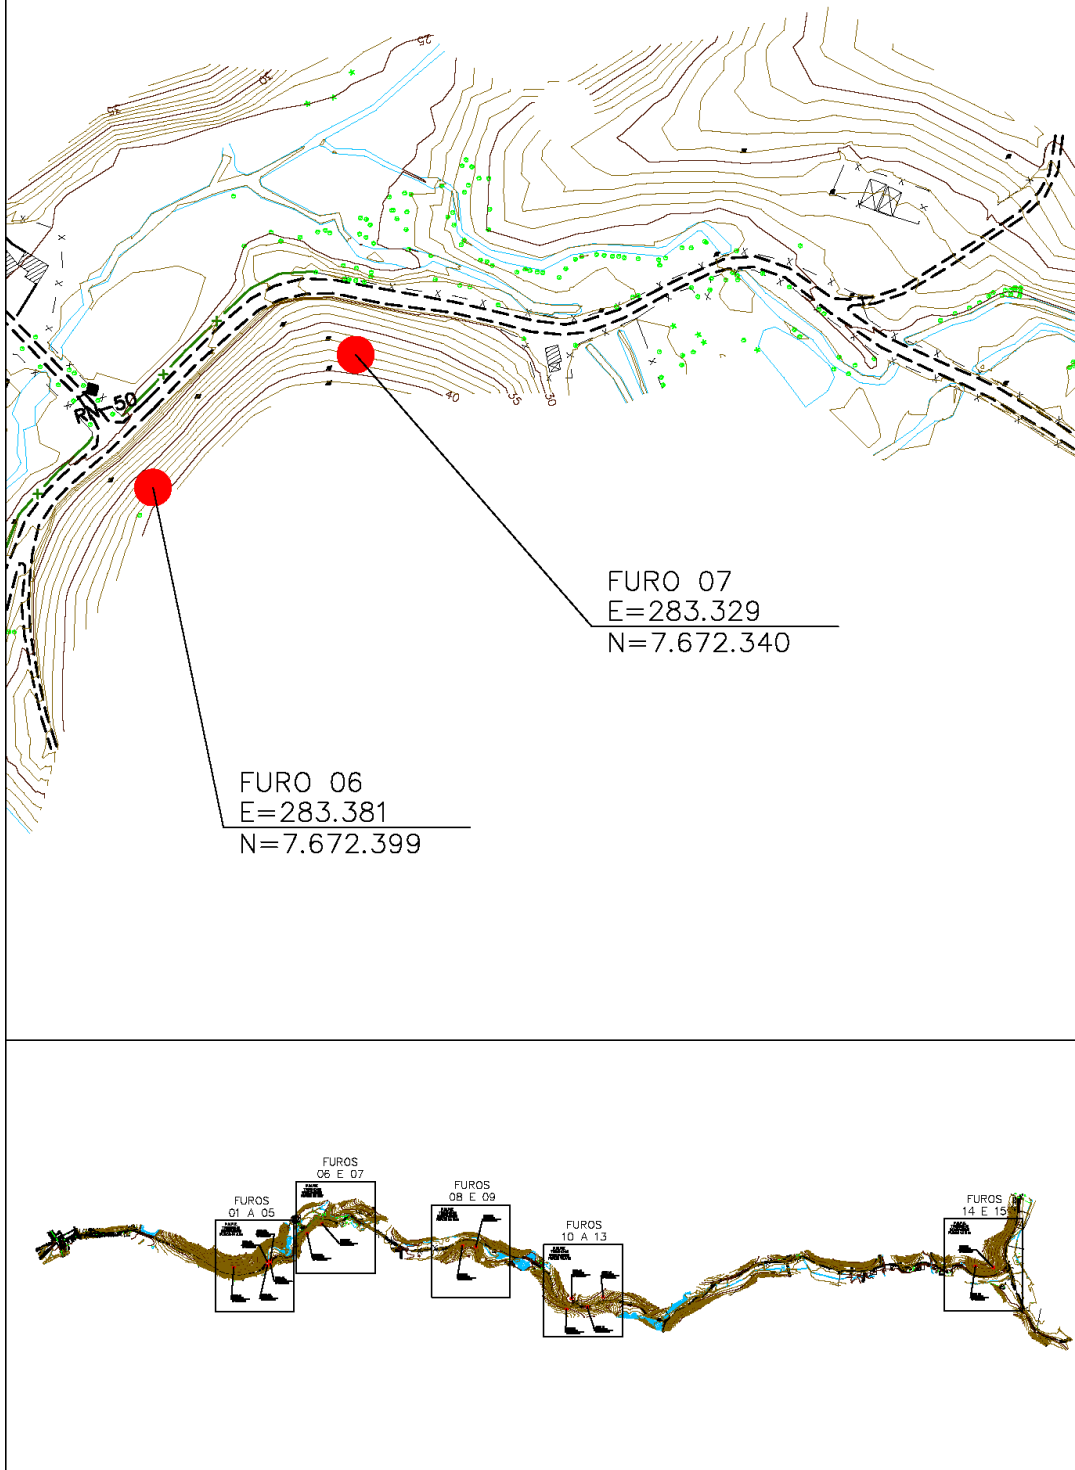 25
30
35
RN-50
40
35
30
FURO 07
E=283.329
N=7.672.340
FURO 06
E=283.381
N=7.672.399
FUROS
06 E 07
FUROS
01 A 05
FUROS
08 E 09
FUROS
10 A 13
FUROS
14 E 15